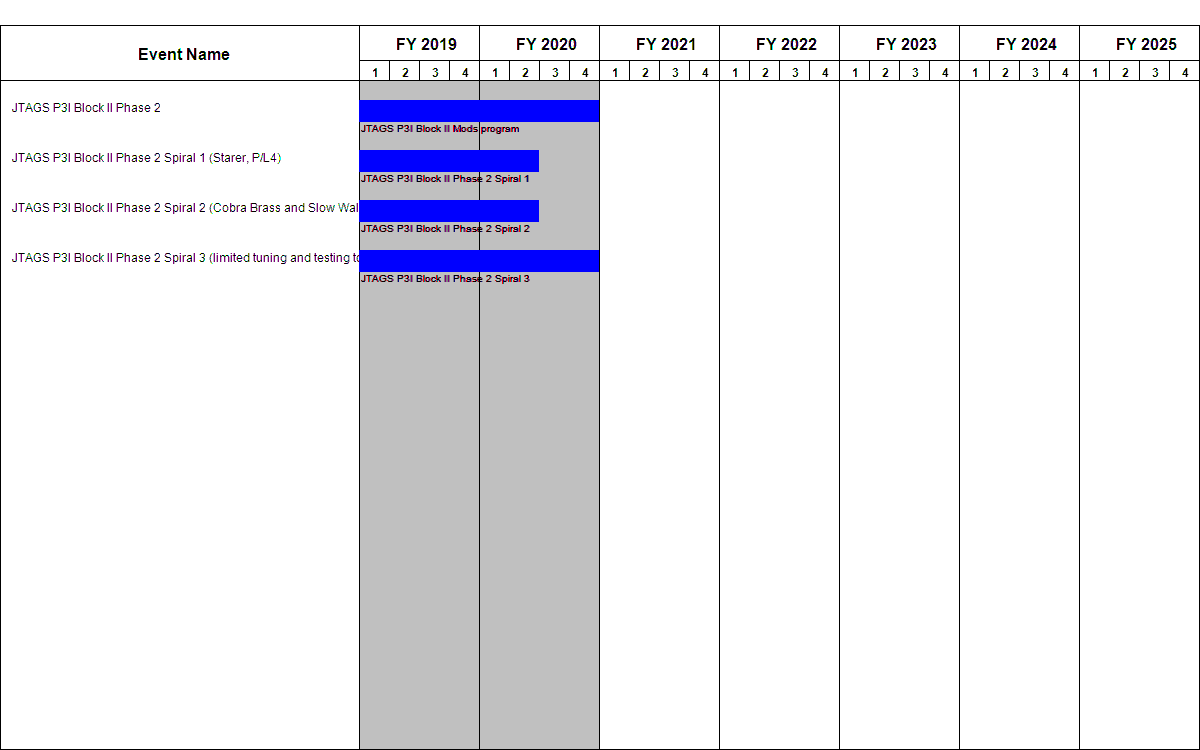 Event Name
FY 2019 FY 2020 FY 2021 FY 2022 FY 2023 FY 2024 FY 2025
1 2 3 4 1 2 3 4 1 2 3 4 1 2 3 4 1 2 3 4 1 2 3 4 1 2 3 4
JTAGS P3I Block II Phase 2
JTAGS P3I Block II Mods program
JTAGS P3I Block II Phase 2 Spiral 1 (Starer, P/L4)
JTAGS P3I Block II Phase 2 Spiral 1
JTAGS P3I Block II Phase 2 Spiral 2 (Cobra Brass and Slow Wal
JTAGS P3I Block II Phase 2 Spiral 2
JTAGS P3I Block II Phase 2 Spiral 3 (limited tuning and testing to
JTAGS P3I Block II Phase 2 Spiral 3